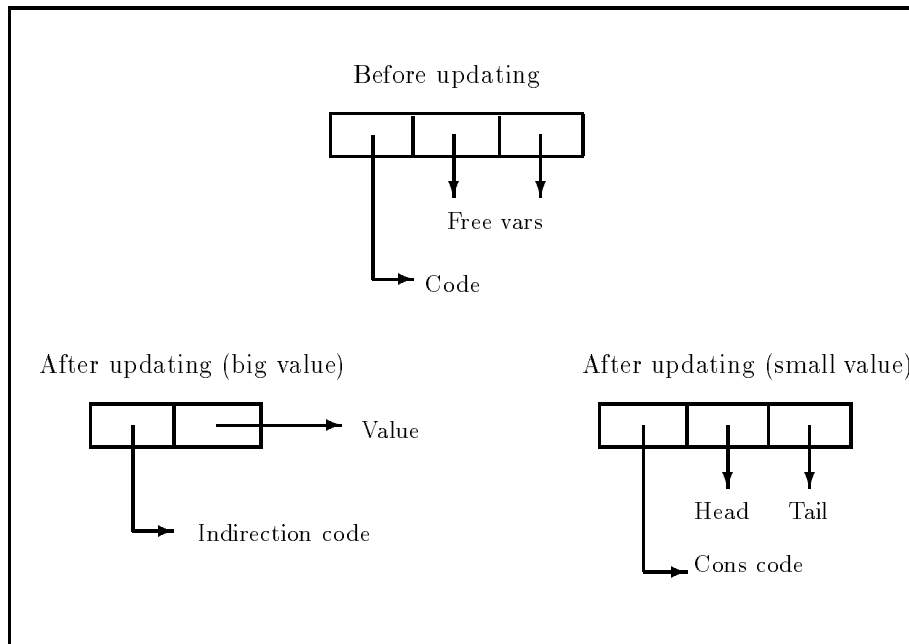 Before updating
Free vars
Code
After updating (big value)
After updating (small value)
Value
Head
Tail
Indirection code
Cons code